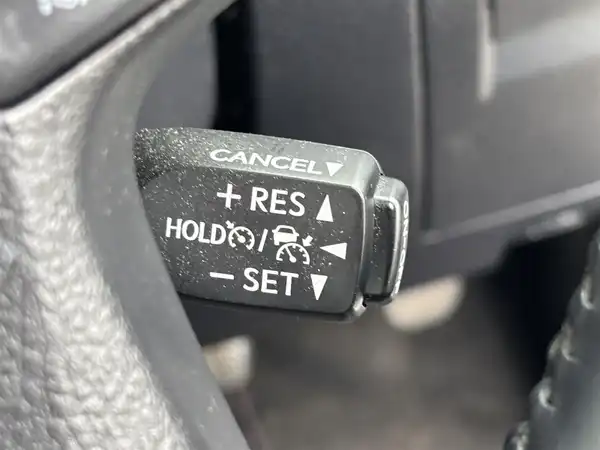 CANCEL▼
+ RES ▲
HOLD / ◀
− SET ▼